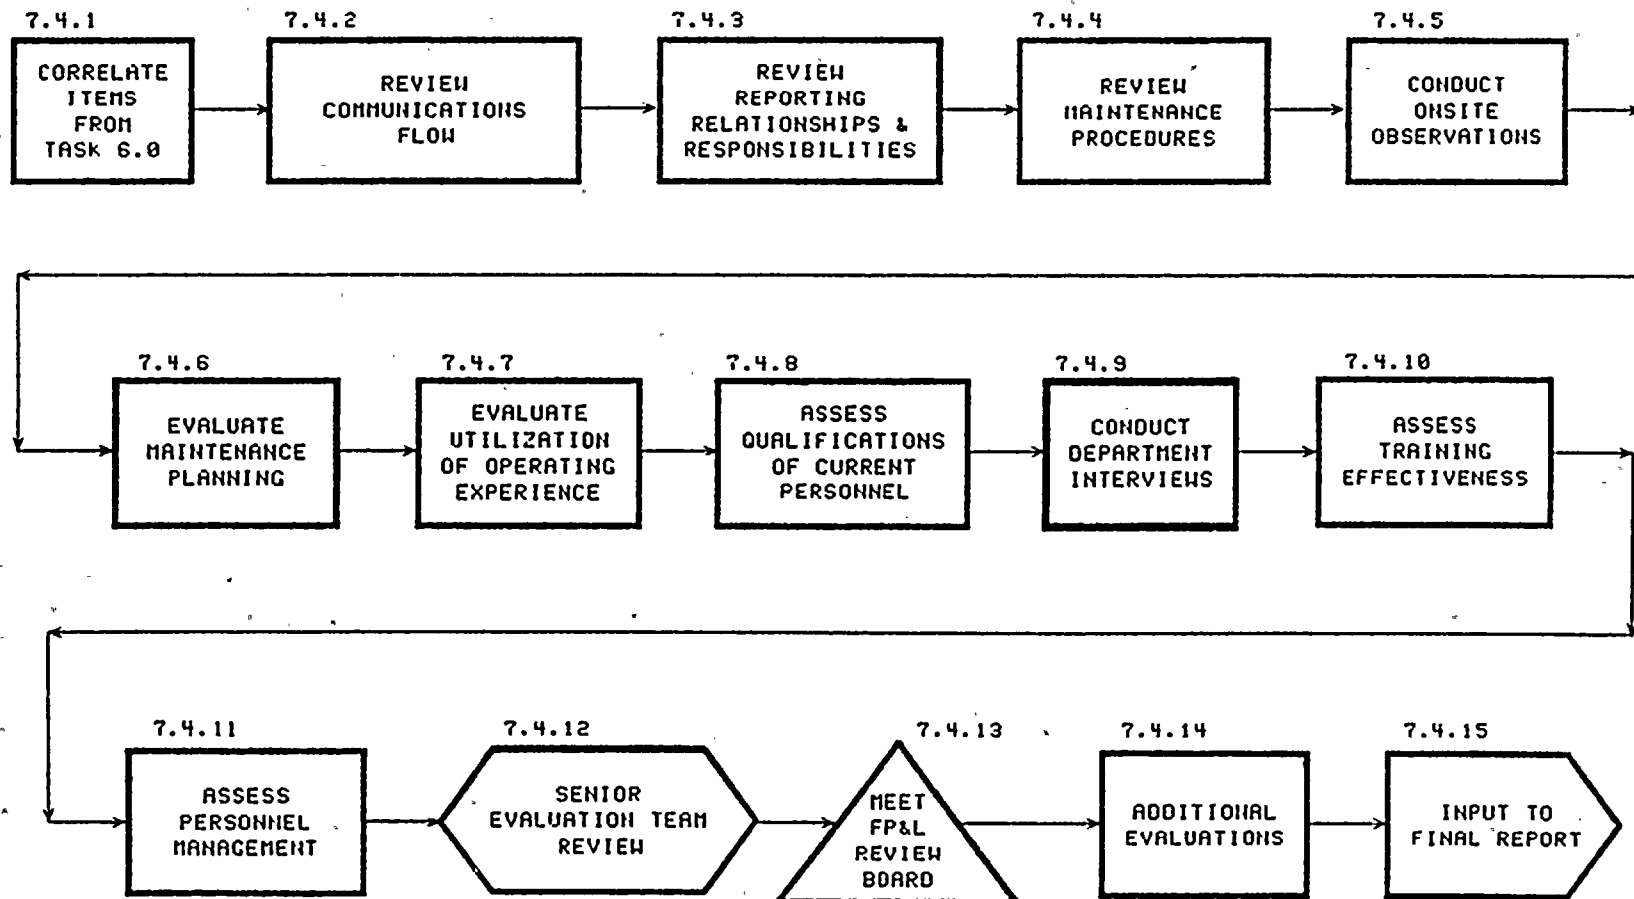 7.4.1
CORRELATE
ITEMS
FROM
TASK 6.0
7.4.2
REVIEW
COMMUNICATIONS
FLOW
7.4.3
REVIEW
REPORTING
RELATIONSHIPS &
RESPONSIBILITIES
7.4.4
REVIEW
MAINTENANCE
PROCEDURES
7.4.5
CONDUCT
ONSITE
OBSERVATIONS
7.4.6
EVALUATE
MAINTENANCE
PLANNING
7.4.7
EVALUATE
UTILIZATION
OF OPERATING
EXPERIENCE
7.4.8
ASSESS
QUALIFICATIONS
OF CURRENT
PERSONNEL
7.4.9
CONDUCT
DEPARTMENT
INTERVIEWS
7.4.10
ASSESS
TRAINING
EFFECTIVENESS
7.4.11
ASSESS
PERSONNEL
MANAGEMENT
7.4.12
SENIOR
EVALUATION TEAM
REVIEW
7.4.13
MEET
FP&L
REVIEW
BOARD
7.4.14
ADDITIONAL
EVALUATIONS
7.4.15
INPUT TO
FINAL REPORT